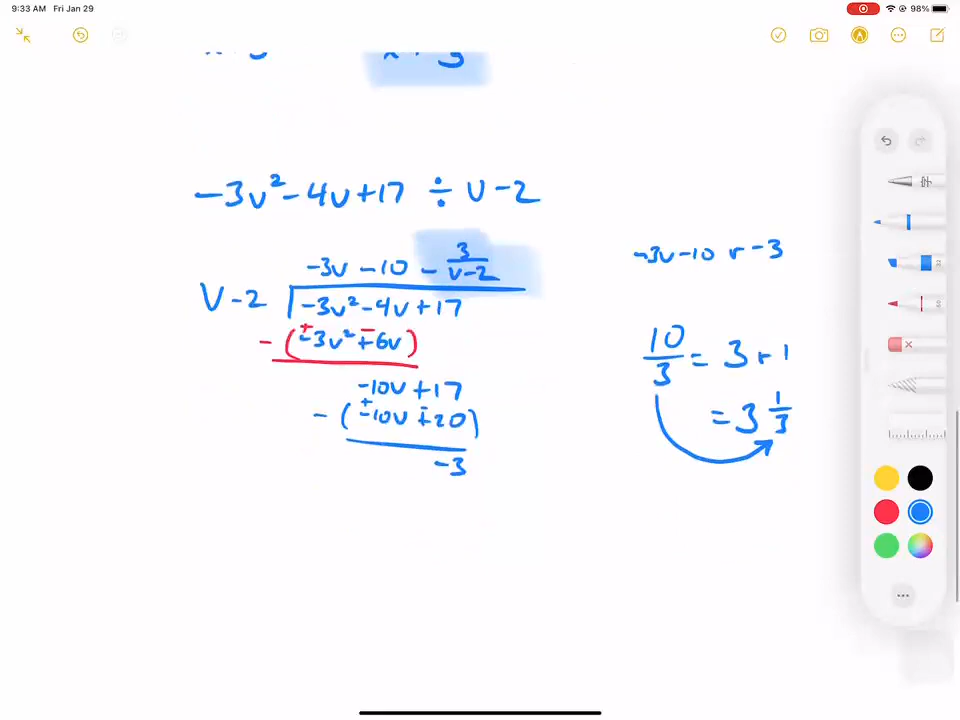 9:33 AM Fri Jan 29
98%
-3v² - 4v + 17 ÷ v - 2
-3v - 10 - 3/(v-2)
v - 2 | -3v² - 4v + 17
- (-3v² + 6v)
+ -
-10v + 17
- (-10v + 20)
+ -
-3
-3v - 10 r -3
10/3 = 3 r 1
= 3 1/3